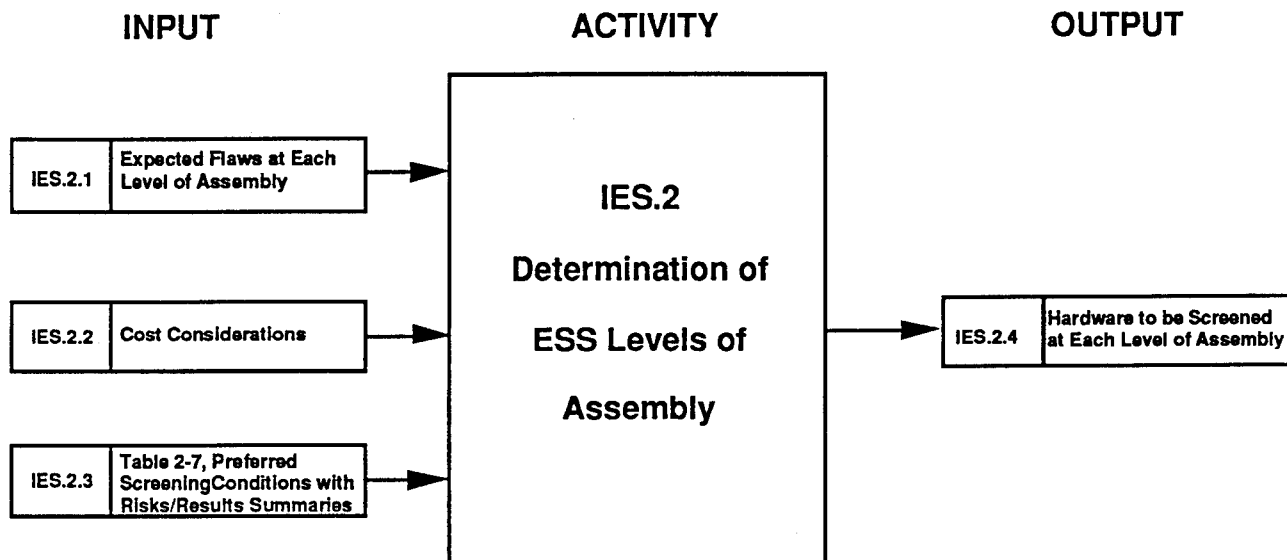 INPUT
ACTIVITY
OUTPUT
IES.2.1
Expected Flaws at Each
Level of Assembly
IES.2.2
Cost Considerations
IES.2.3
Table 2-7, Preferred
ScreeningConditions with
Risks/Results Summaries
IES.2
Determination of
ESS Levels of
Assembly
IES.2.4
Hardware to be Screened
at Each Level of Assembly